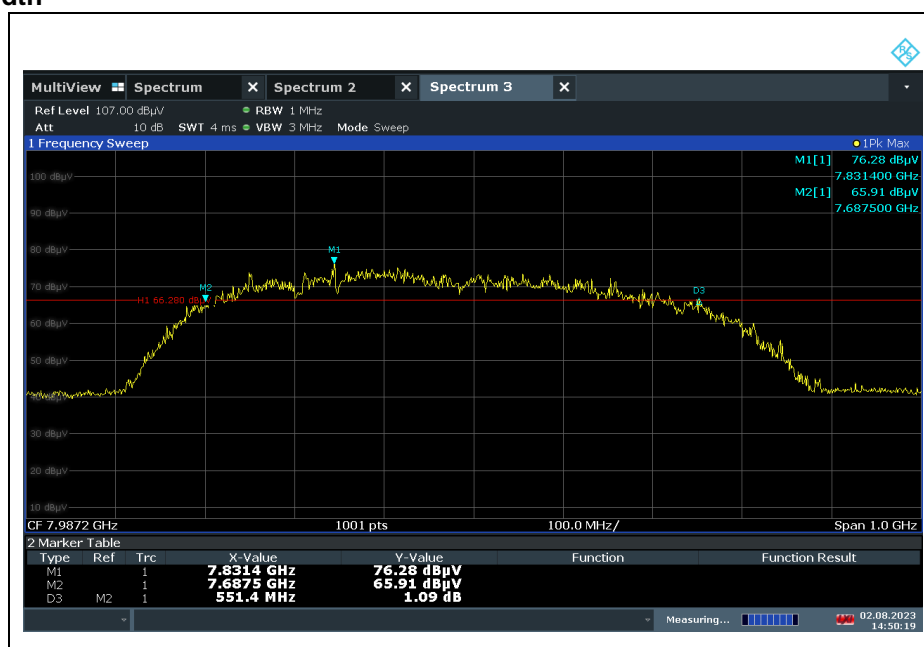 MultiView Spectrum X Spectrum 2 X Spectrum 3 X
Ref Level 107.00 dBµV RBW 1 MHz
Att 10 dB SWT 4 ms VBW 3 MHz Mode Sweep
1 Frequency Sweep 1Pk Max
M1[1] 76.28 dBµV
7.831400 GHz
M2[1] 65.91 dBµV
7.687500 GHz
100 dBµV
90 dBµV
80 dBµV
M1
70 dBµV
M2
D3
H1 66.280 dBµV
60 dBµV
50 dBµV
40 dBµV
30 dBµV
20 dBµV
10 dBµV
CF 7.9872 GHz 1001 pts 100.0 MHz/ Span 1.0 GHz
2 Marker Table
Type Ref Trc X-Value Y-Value Function Function Result
M1 1 7.8314 GHz 76.28 dBµV
M2 1 7.6875 GHz 65.91 dBµV
D3 M2 1 551.4 MHz 1.09 dB
Measuring... 02.08.2023
14:50:19